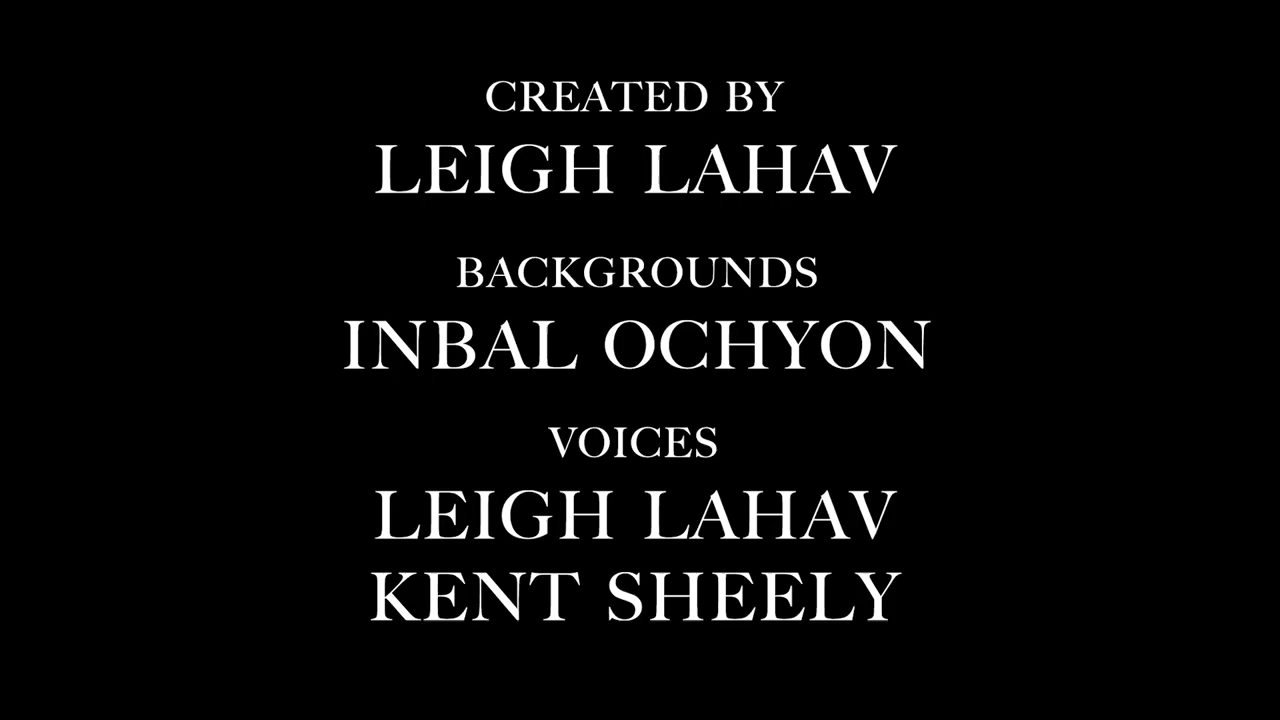 CREATED BY
LEIGH LAHAV
BACKGROUNDS
INBAL OCHYON
VOICES
LEIGH LAHAV
KENT SHEELY